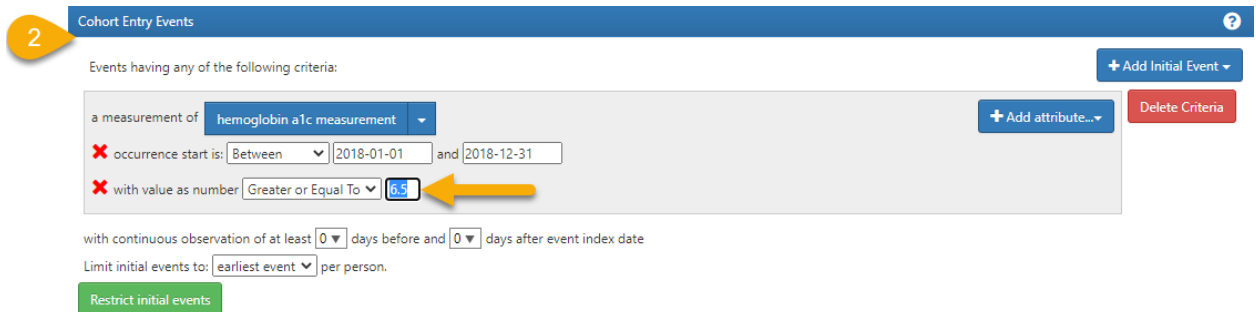 2
Cohort Entry Events ?
Events having any of the following criteria:
+ Add Initial Event
a measurement of hemoglobin a1c measurement
+ Add attribute...
Delete Criteria
occurrence start is: Between 2018-01-01 and 2018-12-31
with value as number Greater or Equal To 6.5
with continuous observation of at least 0 days before and 0 days after event index date
Limit initial events to: earliest event per person.
Restrict initial events